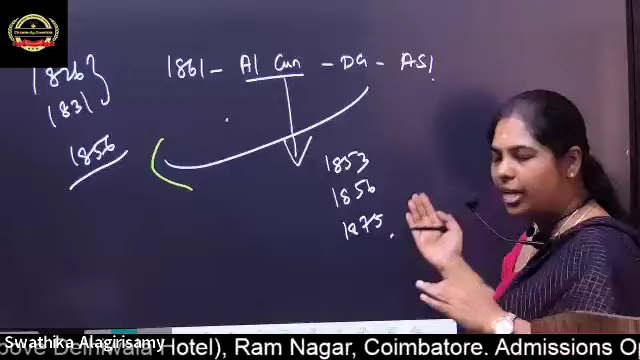 1826
1831
1856
1861 - Al Cun - DG - ASI
1853
1856
1875
Swathika Alagirisamy
Hotel), Ram Nagar, Coimbatore. Admissions O